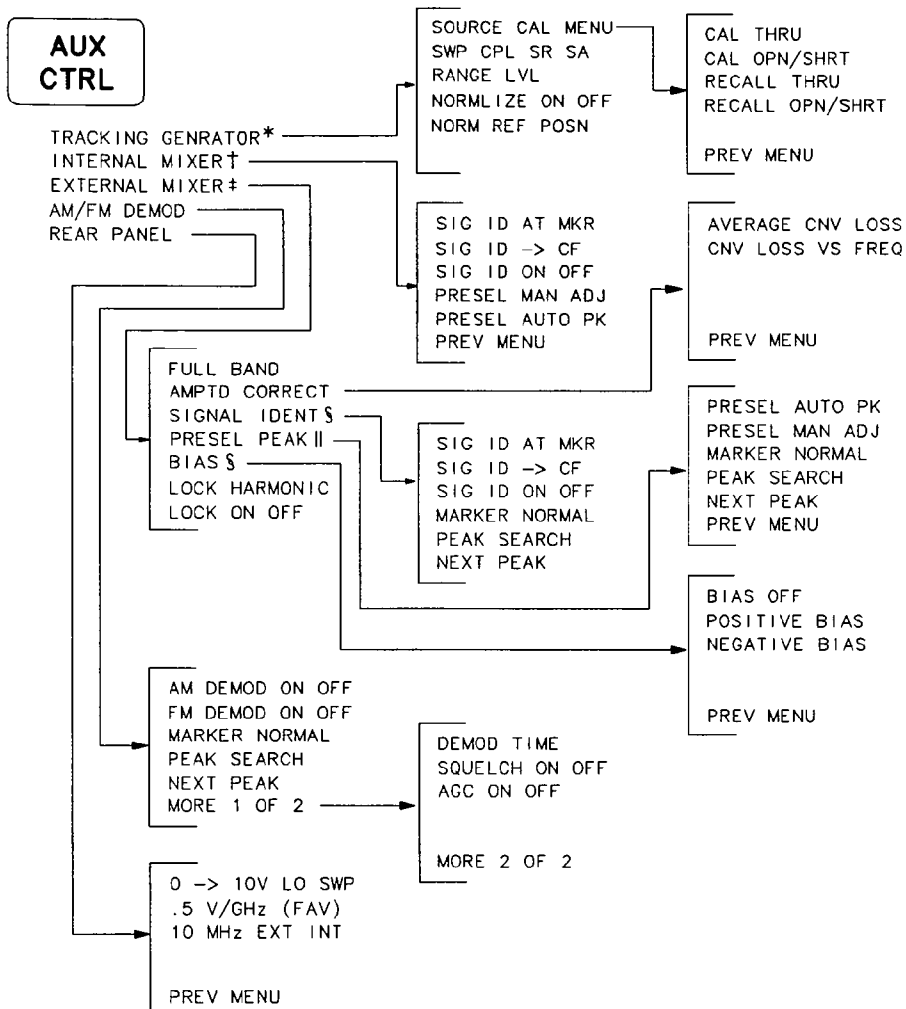 AUX
CTRL
TRACKING GENRATOR*
INTERNAL MIXER†
EXTERNAL MIXER‡
AM/FM DEMOD
REAR PANEL
SOURCE CAL MENU
SWP CPL SR SA
RANGE LVL
NORMLIZE ON OFF
NORM REF POSN
CAL THRU
CAL OPN/SHRT
RECALL THRU
RECALL OPN/SHRT
PREV MENU
SIG ID AT MKR
SIG ID -> CF
SIG ID ON OFF
PRESEL MAN ADJ
PRESEL AUTO PK
PREV MENU
AVERAGE CNV LOSS
CNV LOSS VS FREQ
PREV MENU
FULL BAND
AMPTD CORRECT
SIGNAL IDENT§
PRESEL PEAK||
BIAS§
LOCK HARMONIC
LOCK ON OFF
SIG ID AT MKR
SIG ID -> CF
SIG ID ON OFF
MARKER NORMAL
PEAK SEARCH
NEXT PEAK
PRESEL AUTO PK
PRESEL MAN ADJ
MARKER NORMAL
PEAK SEARCH
NEXT PEAK
PREV MENU
BIAS OFF
POSITIVE BIAS
NEGATIVE BIAS
PREV MENU
AM DEMOD ON OFF
FM DEMOD ON OFF
MARKER NORMAL
PEAK SEARCH
NEXT PEAK
MORE 1 OF 2
DEMOD TIME
SQUELCH ON OFF
AGC ON OFF
MORE 2 OF 2
0 -> 10V LO SWP
.5 V/GHz (FAV)
10 MHz EXT INT
PREV MENU